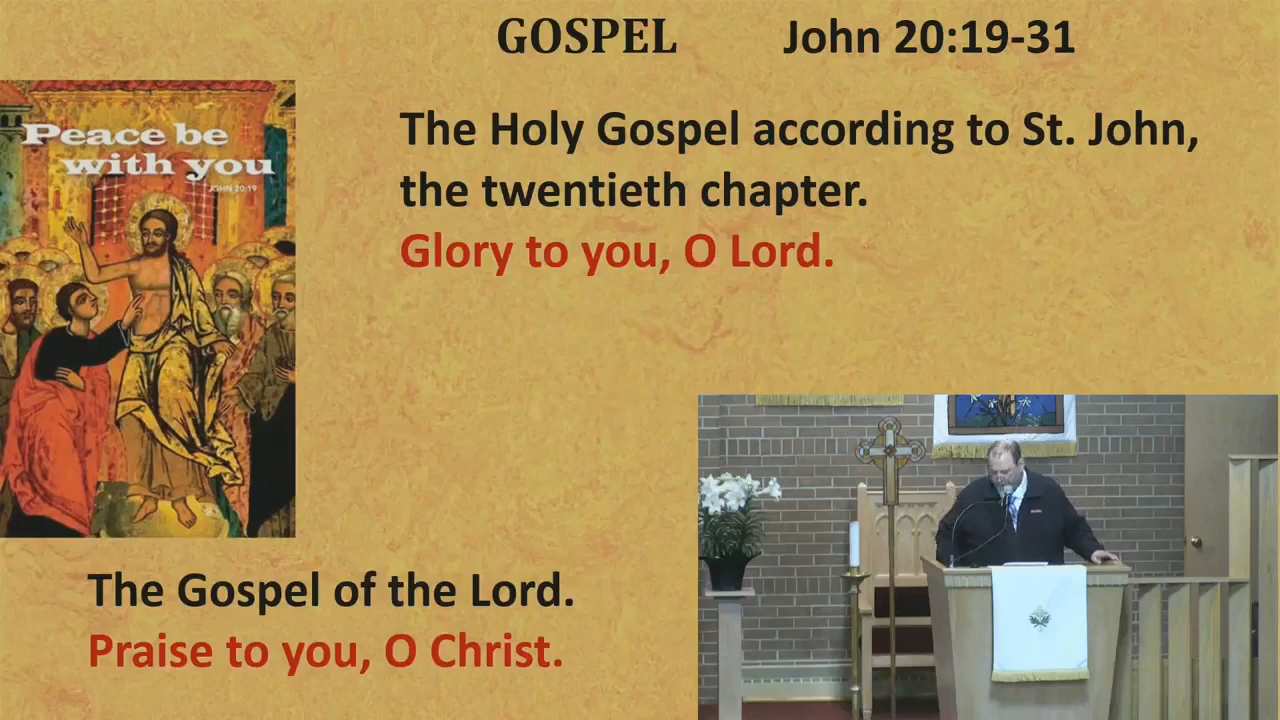 GOSPEL John 20:19-31
Peace be
with you
JOHN 20:19
The Holy Gospel according to St. John,
the twentieth chapter.
Glory to you, O Lord.
The Gospel of the Lord.
Praise to you, O Christ.